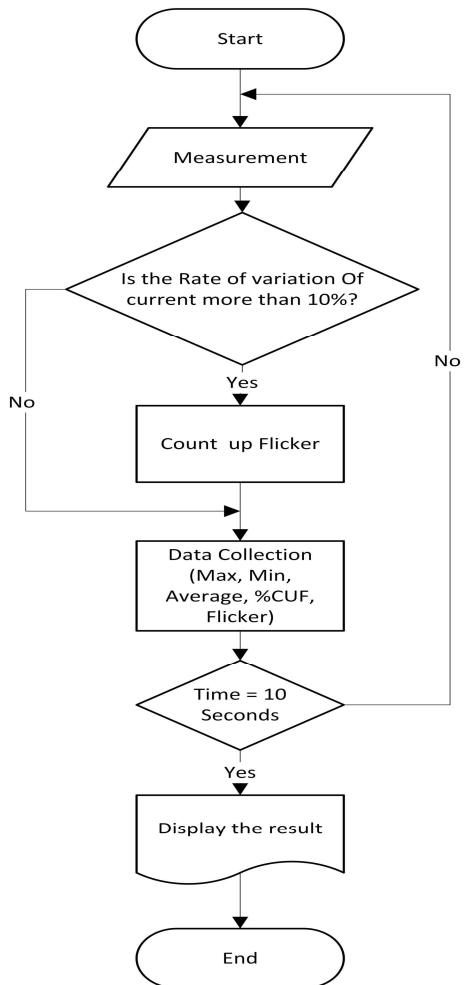 Start
Measurement
Is the Rate of variation Of
current more than 10%?
No
Yes
No
Count up Flicker
Data Collection
(Max, Min,
Average, %CUF,
Flicker)
Time = 10
Seconds
Yes
Display the result
End